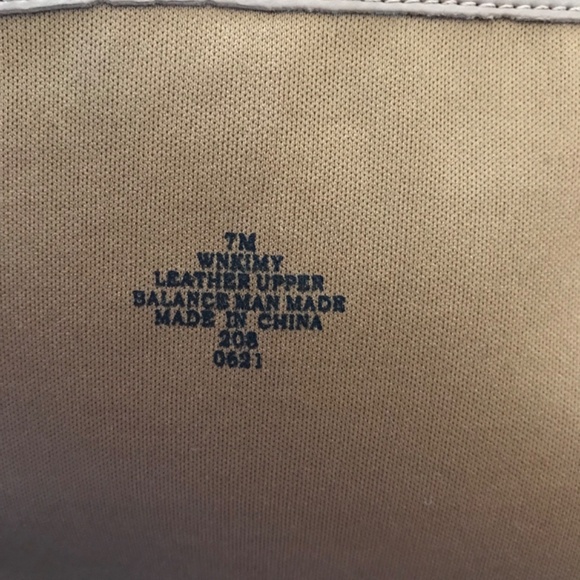 7M
WNKIMY
LEATHER UPPER
BALANCE MAN MADE
MADE IN CHINA
208
0621